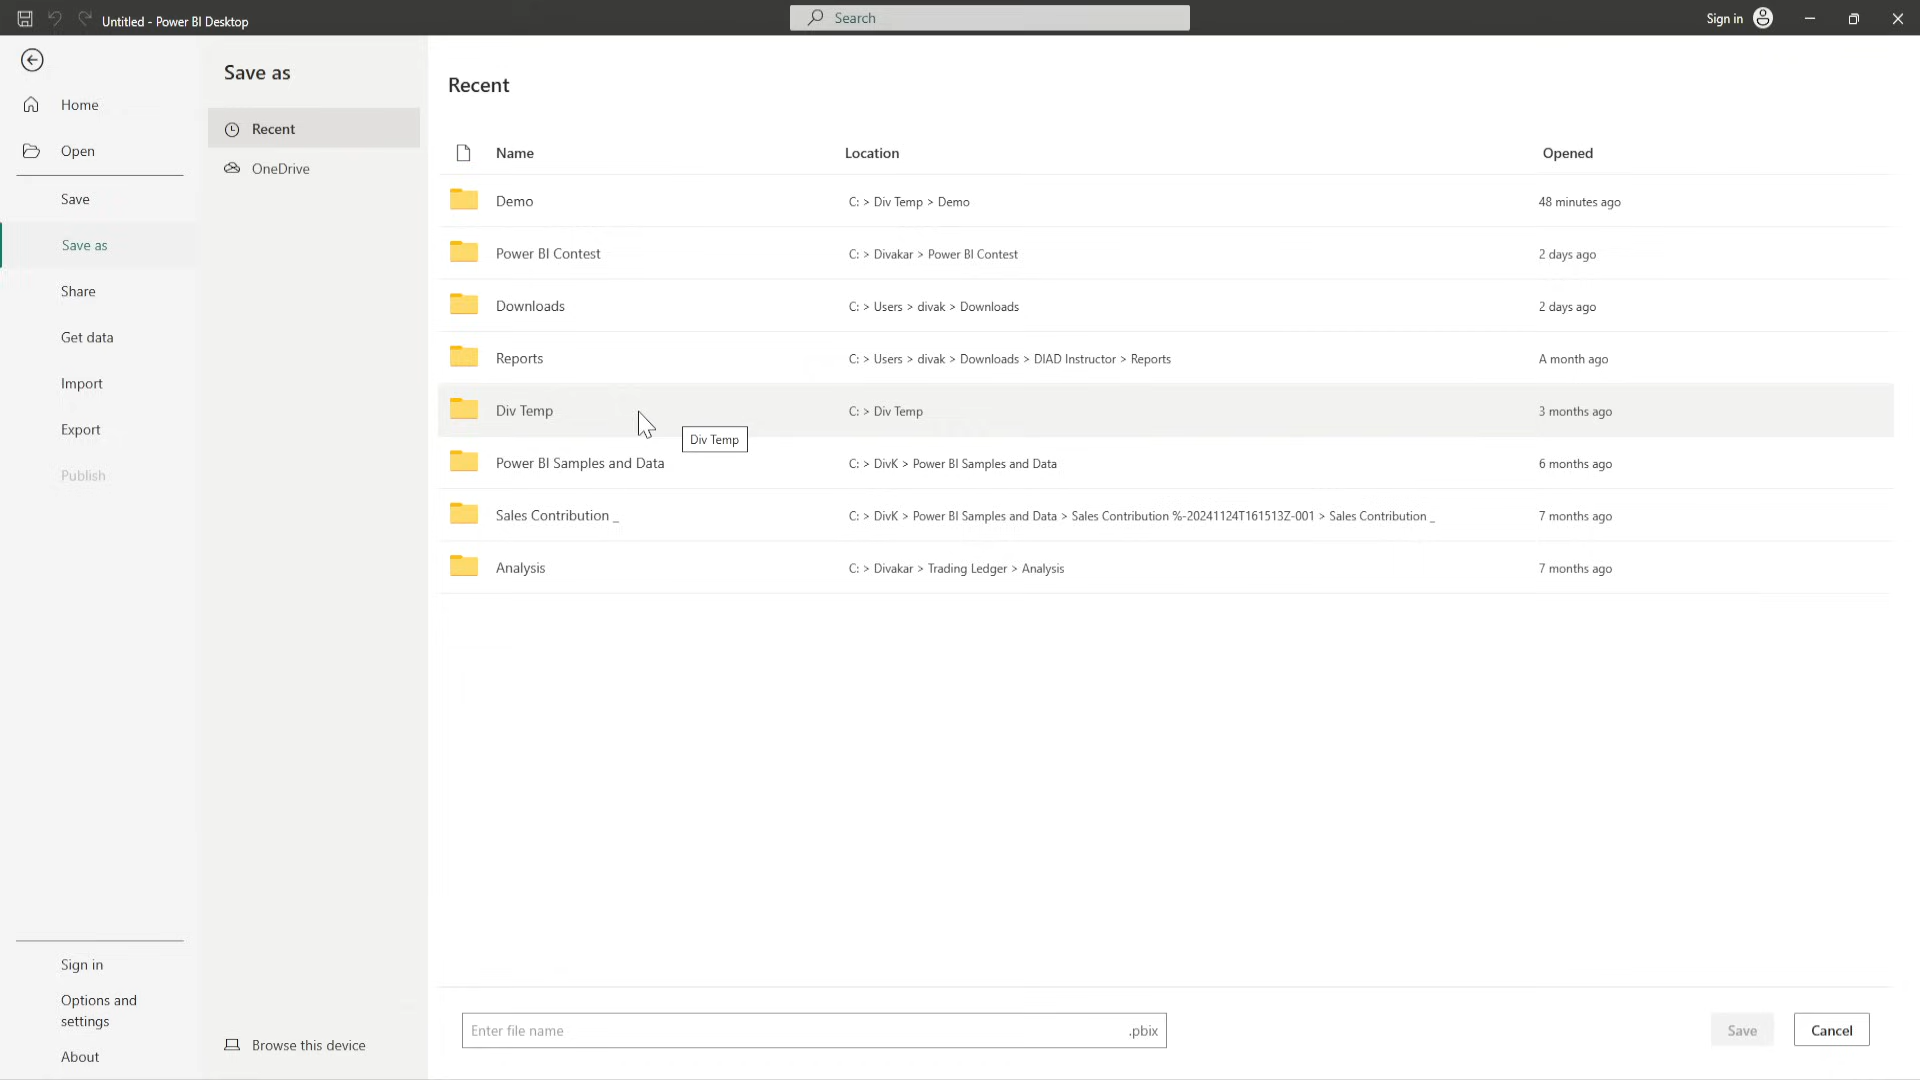 Untitled - Power BI Desktop
Search
Sign in
Home
Open
Save
Save as
Share
Get data
Import
Export
Publish
Sign in
Options and
settings
About
Save as
Recent
OneDrive
Browse this device
Recent
Name Location Opened
Demo C: > Div Temp > Demo 48 minutes ago
Power BI Contest C: > Divakar > Power BI Contest 2 days ago
Downloads C: > Users > divak > Downloads 2 days ago
Reports C: > Users > divak > Downloads > DIAD Instructor > Reports A month ago
Div Temp C: > Div Temp 3 months ago
Div Temp
Power BI Samples and Data C: > DivK > Power BI Samples and Data 6 months ago
Sales Contribution _ C: > DivK > Power BI Samples and Data > Sales Contribution %-20241124T161513Z-001 > Sales Contribution _ 7 months ago
Analysis C: > Divakar > Trading Ledger > Analysis 7 months ago
Enter file name .pbix
Save Cancel